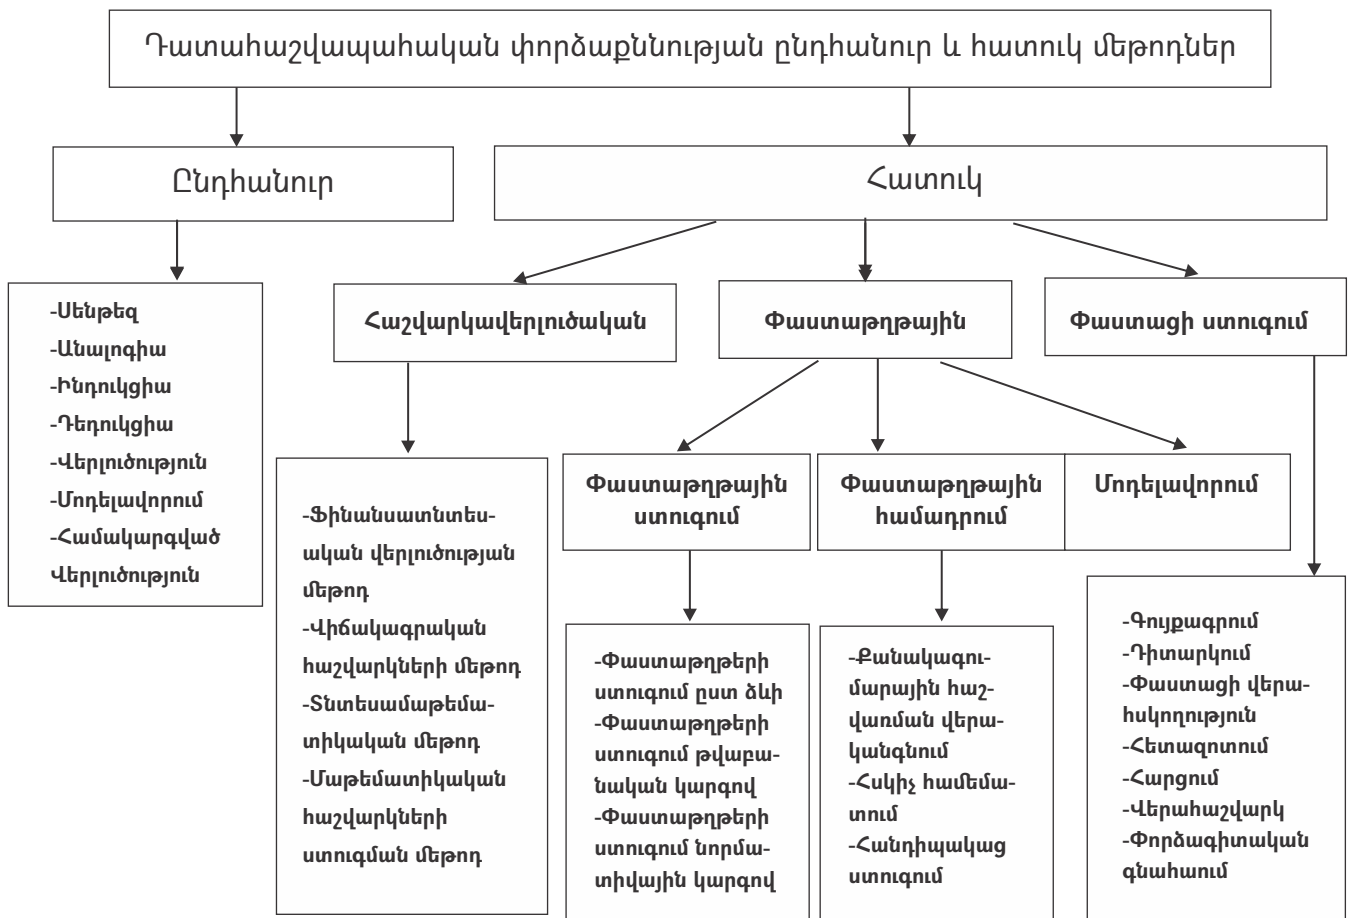 Դատահաշվապահական փորձաքննության ընդհանուր և հատուկ մեթոդներ
Ընդհանուր
Հատուկ
-Սենթեզ
-Անալոգիա
-Ինդուկցիա
-Դեդուկցիա
-Վերլուծություն
-Մոդելավորում
-Համակարգված
Վերլուծություն
Հաշվարկավերլուծական
Փաստաթղթային
Փաստացի ստուգում
-Ֆինանսատնտես-
ական վերլուծության
մեթոդ
-Վիճակագրական
հաշվարկների մեթոդ
-Տնտեսամաթեմա-
տիկական մեթոդ
-Մաթեմատիկական
հաշվարկների
ստուգման մեթոդ
Փաստաթղթային
ստուգում
Փաստաթղթային
համադրում
Մոդելավորում
-Փաստաթղթերի
ստուգում ըստ ձևի
-Փաստաթղթերի
ստուգում թվաբա-
նական կարգով
-Փաստաթղթերի
ստուգում նորմա-
տիվային կարգով
-Քանակագու-
մարային հաշ-
վառման վերա-
կանգնում
-Հսկիչ համեմա-
տում
-Հանդիպակաց
ստուգում
-Գույքագրում
-Դիտարկում
-Փաստացի վերա-
հսկողություն
-Հետազոտում
-Հարցում
-Վերահաշվարկ
-Փորձագիտական
գնահաում